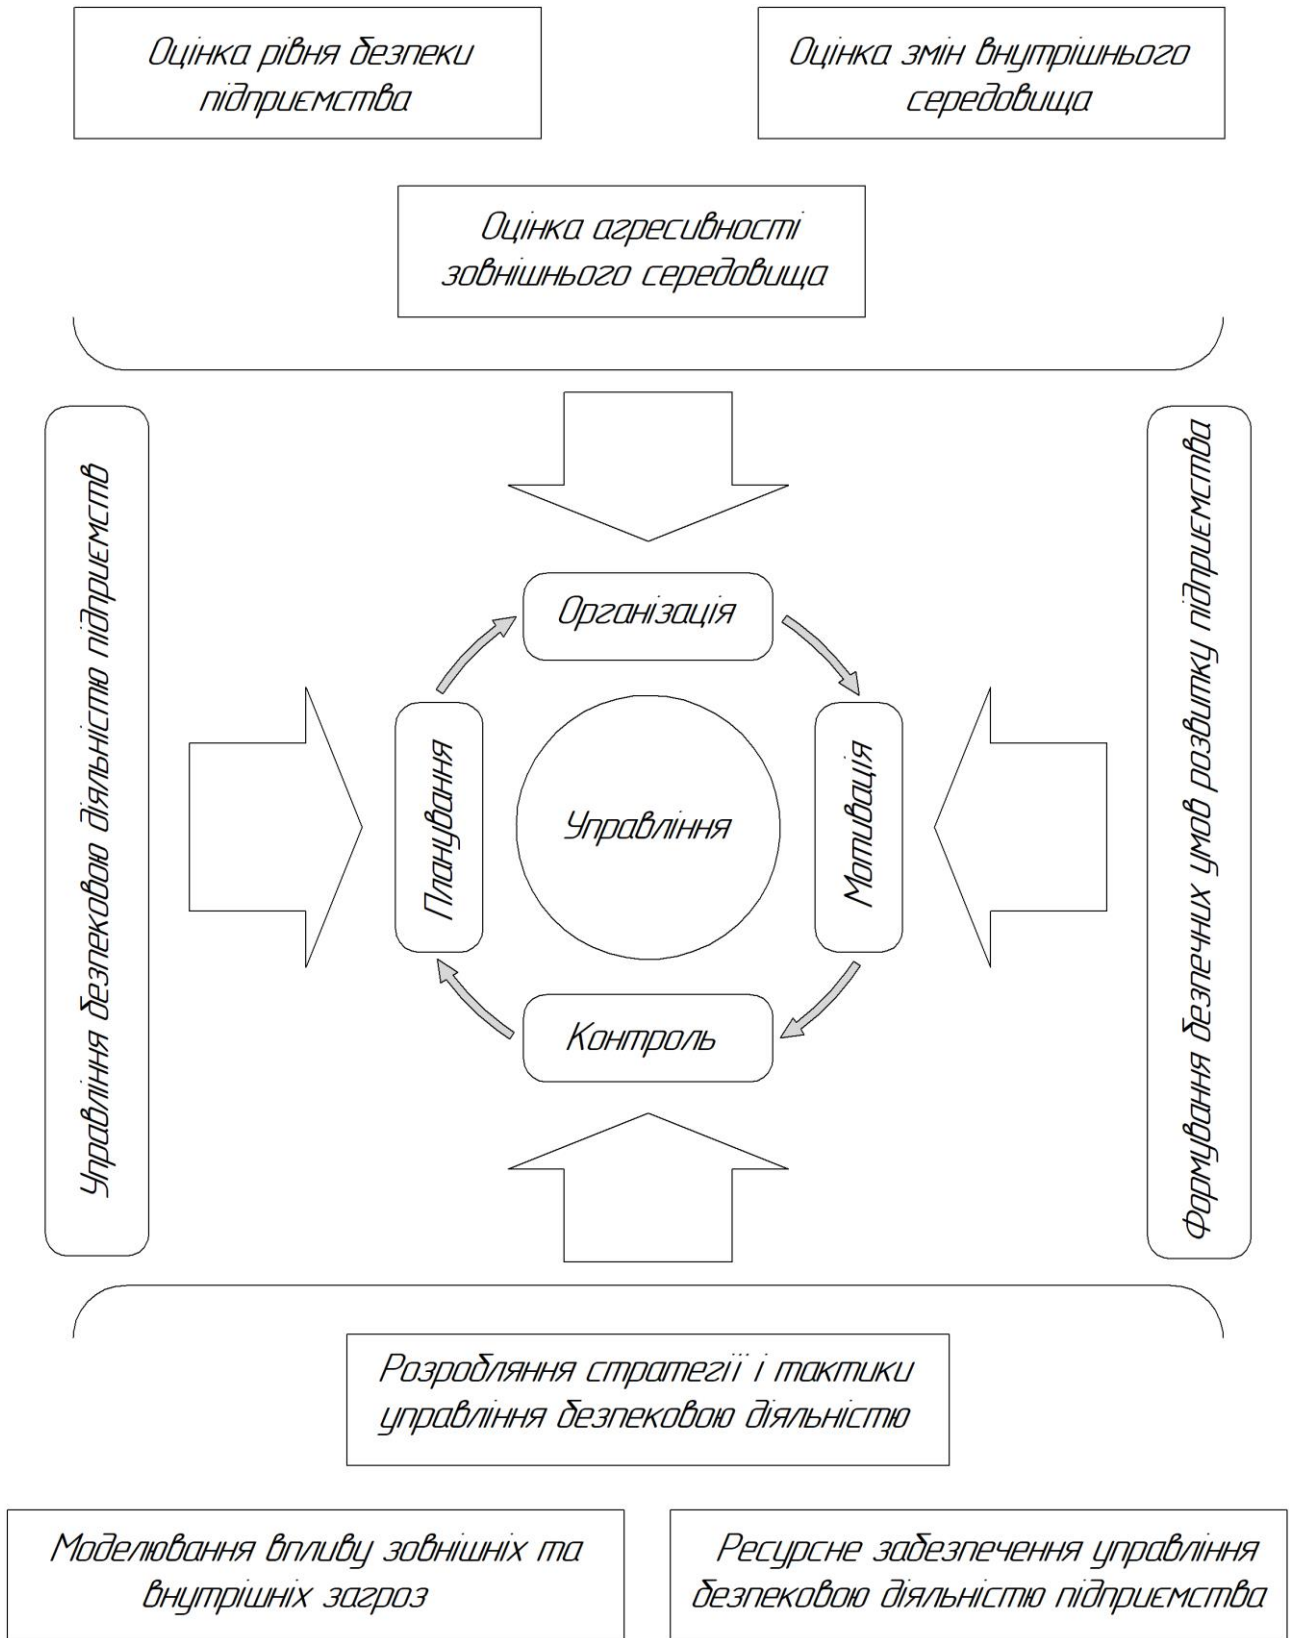 Оцінка рівня безпеки
підприємства
Оцінка змін внутрішнього
середовища
Оцінка агресивності
зовнішнього середовища
Управління безпековою діяльністю підприємств
Формування безпечних умов розвитку підприємства
Організація
Планування
Управління
Мотивація
Контроль
Розробляння стратегії і тактики
управління безпековою діяльністю
Моделювання впливу зовнішніх та
внутрішніх загроз
Ресурсне забезпечення управління
безпековою діяльністю підприємства